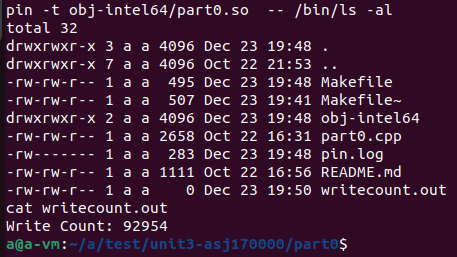 pin -t obj-intel64/part0.so  -- /bin/ls -al
total 32
drwxrwxr-x 3 a a 4096 Dec 23 19:48 .
drwxrwxr-x 7 a a 4096 Oct 22 21:53 ..
-rw-rw-r-- 1 a a  495 Dec 23 19:48 Makefile
-rw-rw-r-- 1 a a  507 Dec 23 19:41 Makefile~
drwxrwxr-x 2 a a 4096 Dec 23 19:48 obj-intel64
-rw-rw-r-- 1 a a 2658 Oct 22 16:31 part0.cpp
-rw------- 1 a a  283 Dec 23 19:48 pin.log
-rw-rw-r-- 1 a a 1111 Oct 22 16:56 README.md
-rw-rw-r-- 1 a a    0 Dec 23 19:50 writecount.out
cat writecount.out
Write Count: 92954
a@a-vm:~/a/test/unit3-asj170000/part0$